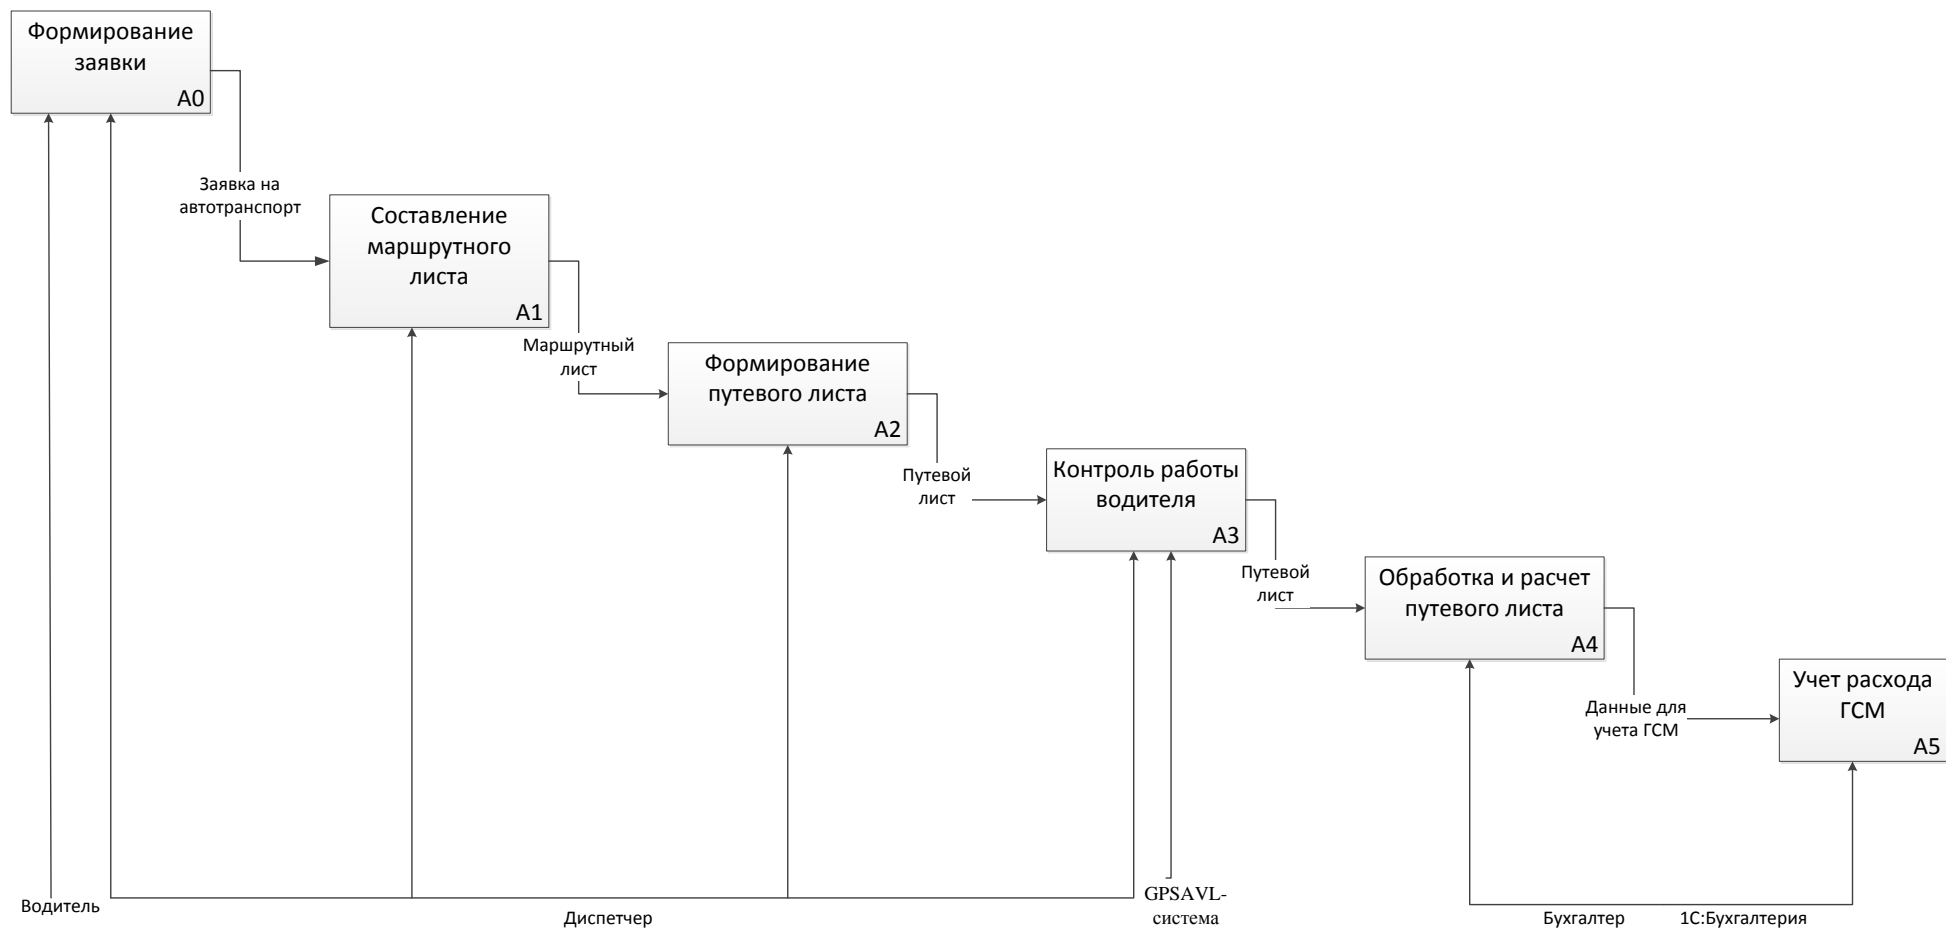 Формирование
заявки
A0
Заявка на
автотранспорт
Составление
маршрутного
листа
A1
Маршрутный
лист
Формирование
путевого листа
A2
Путевой
лист
Контроль работы
водителя
A3
Путевой
лист
Обработка и расчет
путевого листа
A4
Данные для
учета ГСМ
Учет расхода
ГСМ
A5
Водитель
Диспетчер
GPSAVL-
система
Бухгалтер
1С:Бухгалтерия